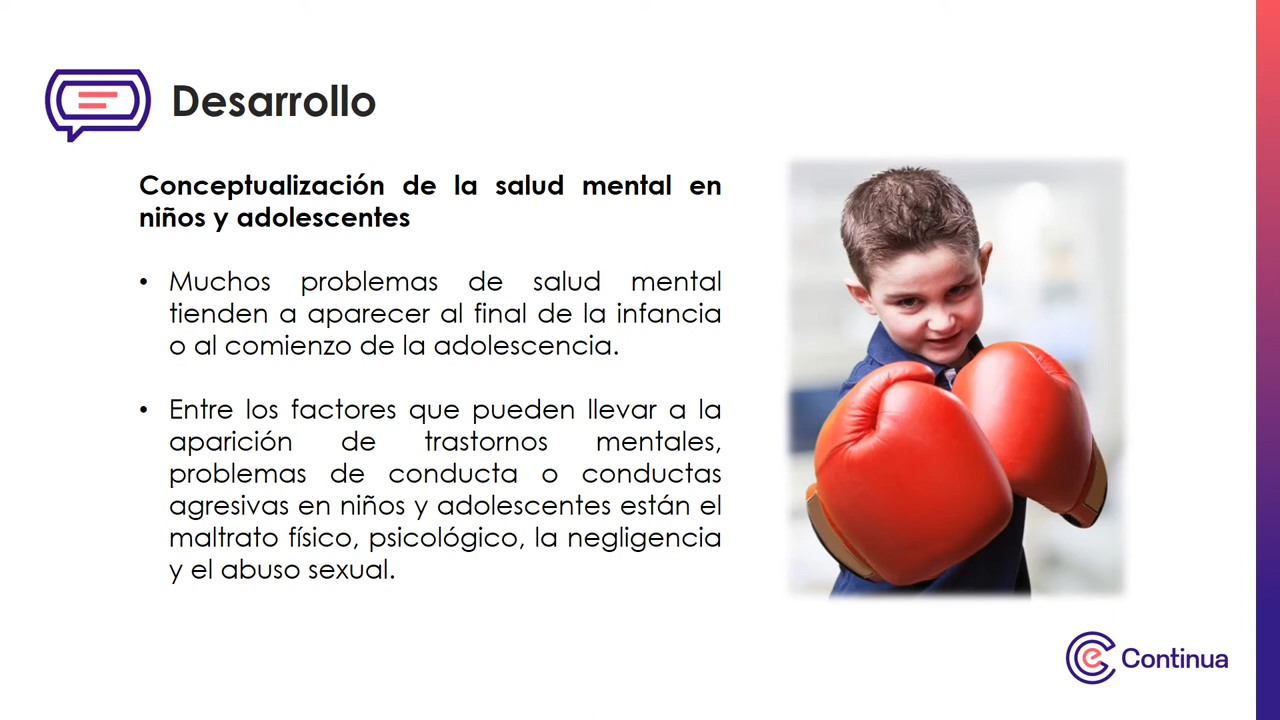 Desarrollo
Conceptualización de la salud mental en
niños y adolescentes
• Muchos problemas de salud mental
tienden a aparecer al final de la infancia
o al comienzo de la adolescencia.
• Entre los factores que pueden llevar a la
aparición de trastornos mentales,
problemas de conducta o conductas
agresivas en niños y adolescentes están el
maltrato físico, psicológico, la negligencia
y el abuso sexual.
e Continua